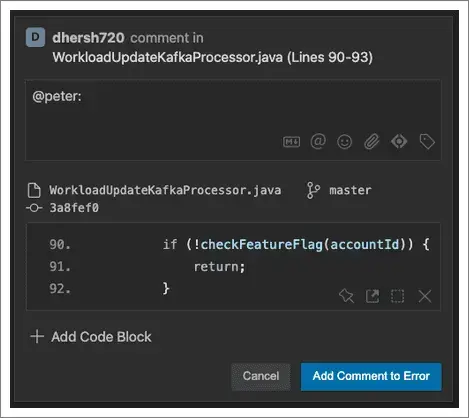 D dhersh720 comment in
WorkloadUpdateKafkaProcessor.java (Lines 90-93)
@peter:
WorkloadUpdateKafkaProcessor.java master
3a8fef0
90. if (!checkFeatureFlag(accountId)) {
91. return;
92. }
Add Code Block
Cancel Add Comment to Error